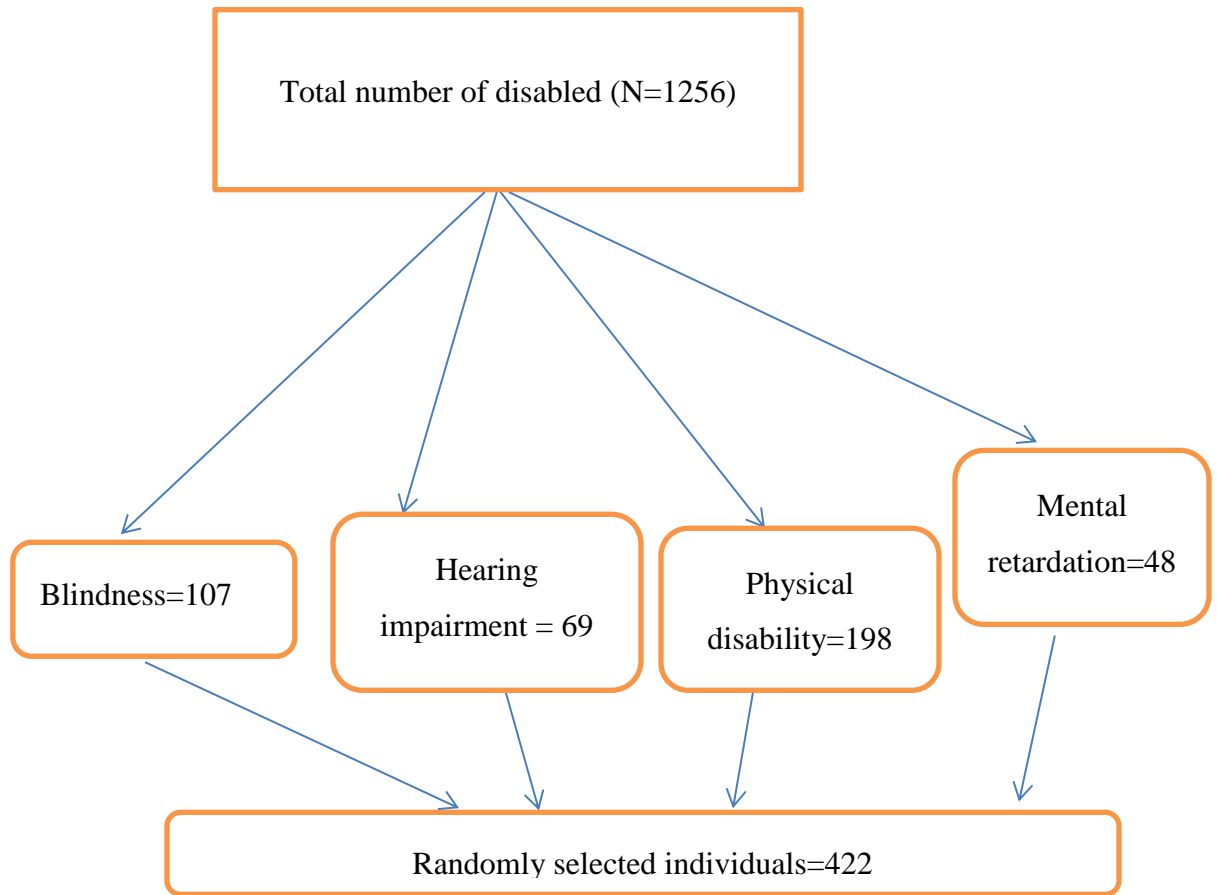 Total number of disabled (N=1256)
Blindness=107
Hearing
impairment = 69
Physical
disability=198
Mental
retardation=48
Randomly selected individuals=422